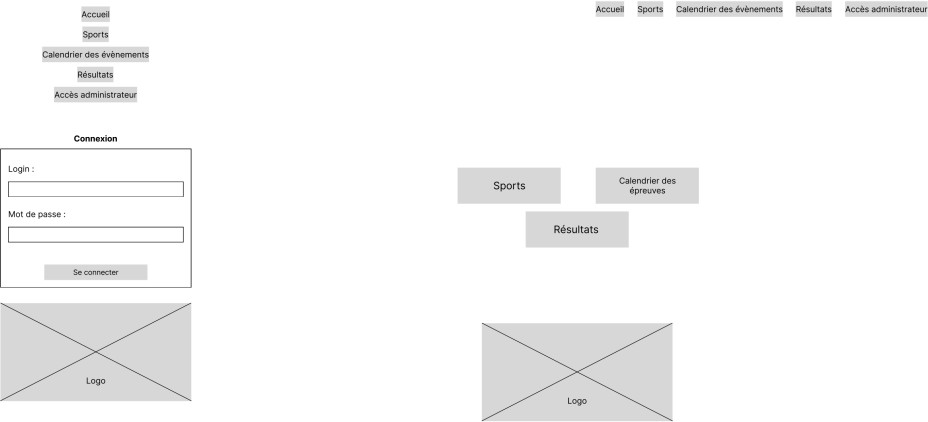 Accueil
Sports
Calendrier des évènements
Résultats
Accès administrateur
Connexion
Login :
Mot de passe :
Se connecter
Logo
Accueil Sports Calendrier des évènements Résultats Accès administrateur
Sports
Calendrier des
épreuves
Résultats
Logo